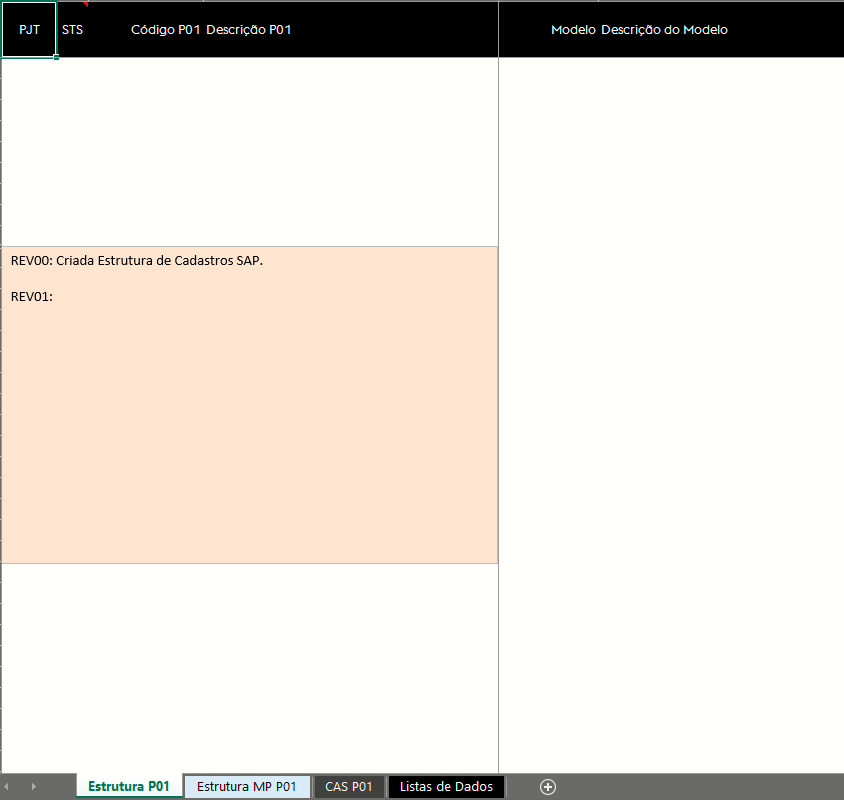 PJT STS Código P01 Descrição P01 Modelo Descrição do Modelo
REV00: Criada Estrutura de Cadastros SAP.
REV01:
Estrutura P01 Estrutura MP P01 CAS P01 Listas de Dados